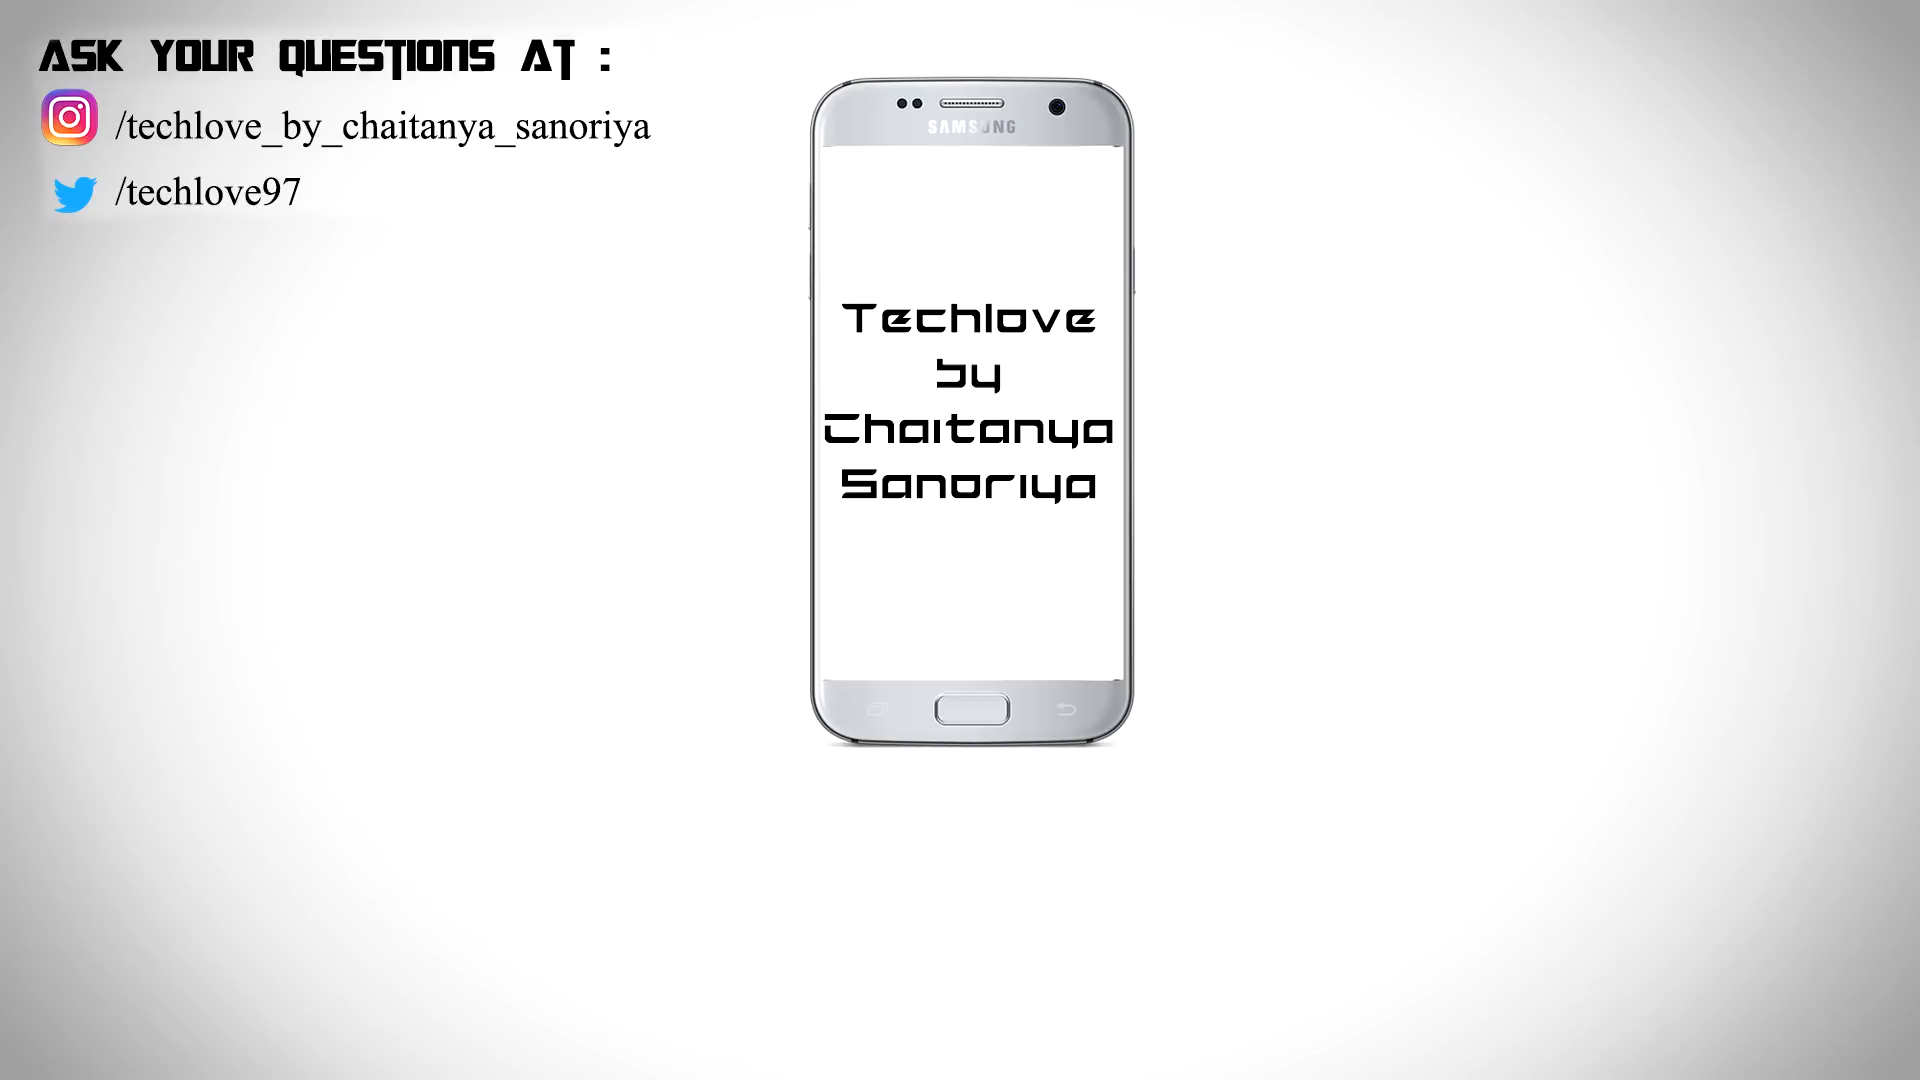 ASK YOUR QUESTIONS AT :
/techlove_by_chaitanya_sanoriya
/techlove97
SAMSUNG
Techlove
by
Chaitanya
Sanoriya